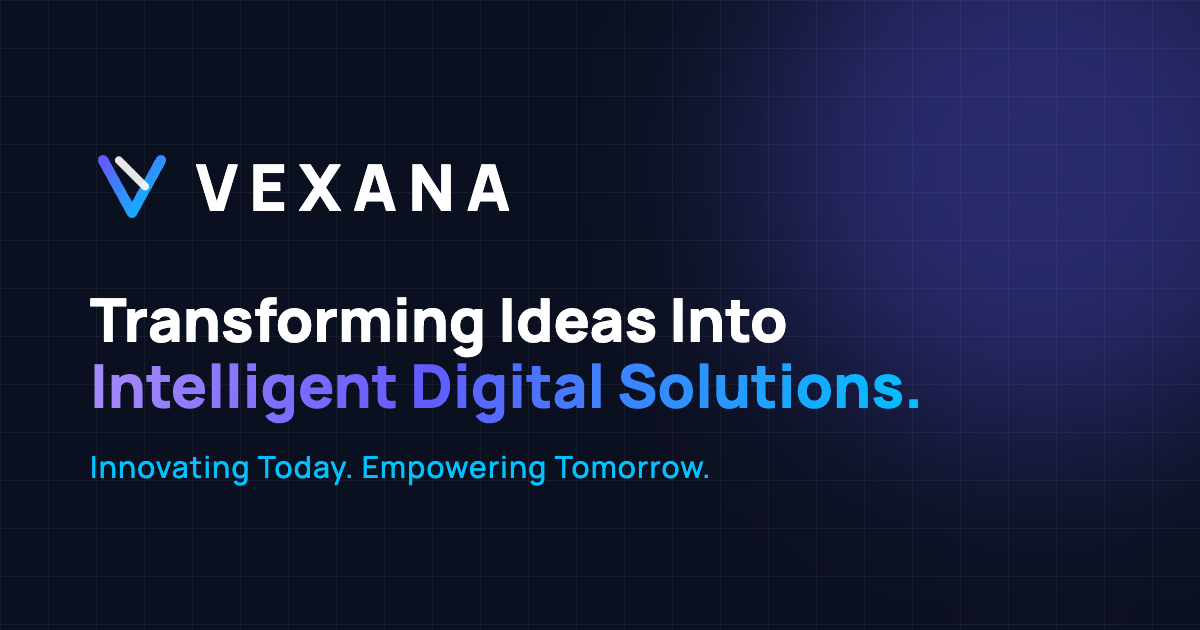 VEXANA
Transforming Ideas Into
Intelligent Digital Solutions.
Innovating Today. Empowering Tomorrow.